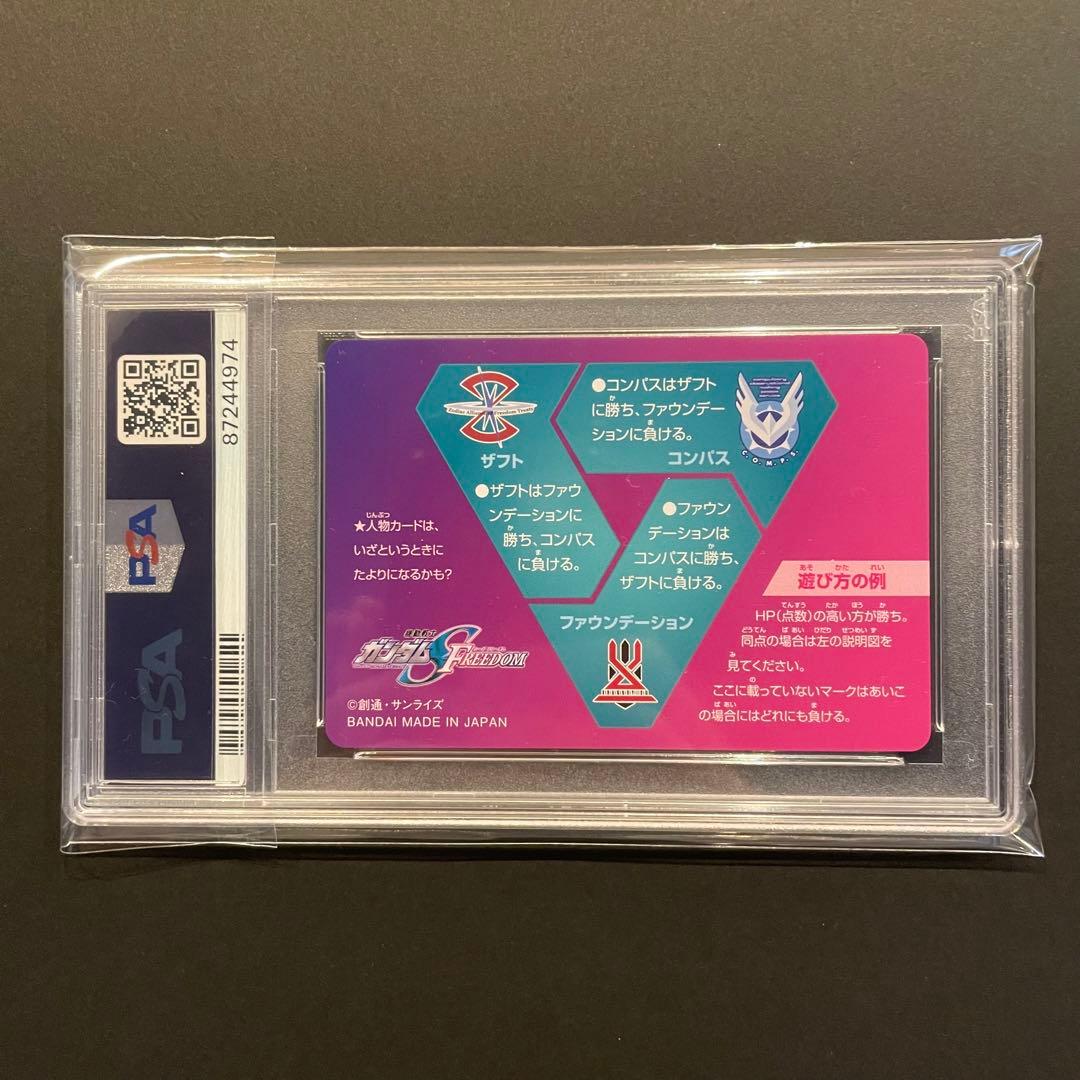 87244974
PSA
PSA
Zodiac Alliance Freedom Treaty
ザフト
●ザフトはファウ
ンデーションに
勝ち、コンパス
に負ける。
●コンパスはザフト
に勝ち、ファウンデー
ションに負ける。
コンパス
C.O.M.P.S.
●ファウン
デーションは
コンパスに勝ち、
ザフトに負ける。
ファウンデーション
★人物カードは、
いざというときに
たよりになるかも?
機動戦士
ガンダムSEED FREEDOM
©創通・サンライズ
BANDAI MADE IN JAPAN
遊び方の例
HP(点数)の高い方が勝ち。
同点の場合は左の説明図を
見てください。
ここに載っていないマークはあいこ
の場合にはどれにも負ける。